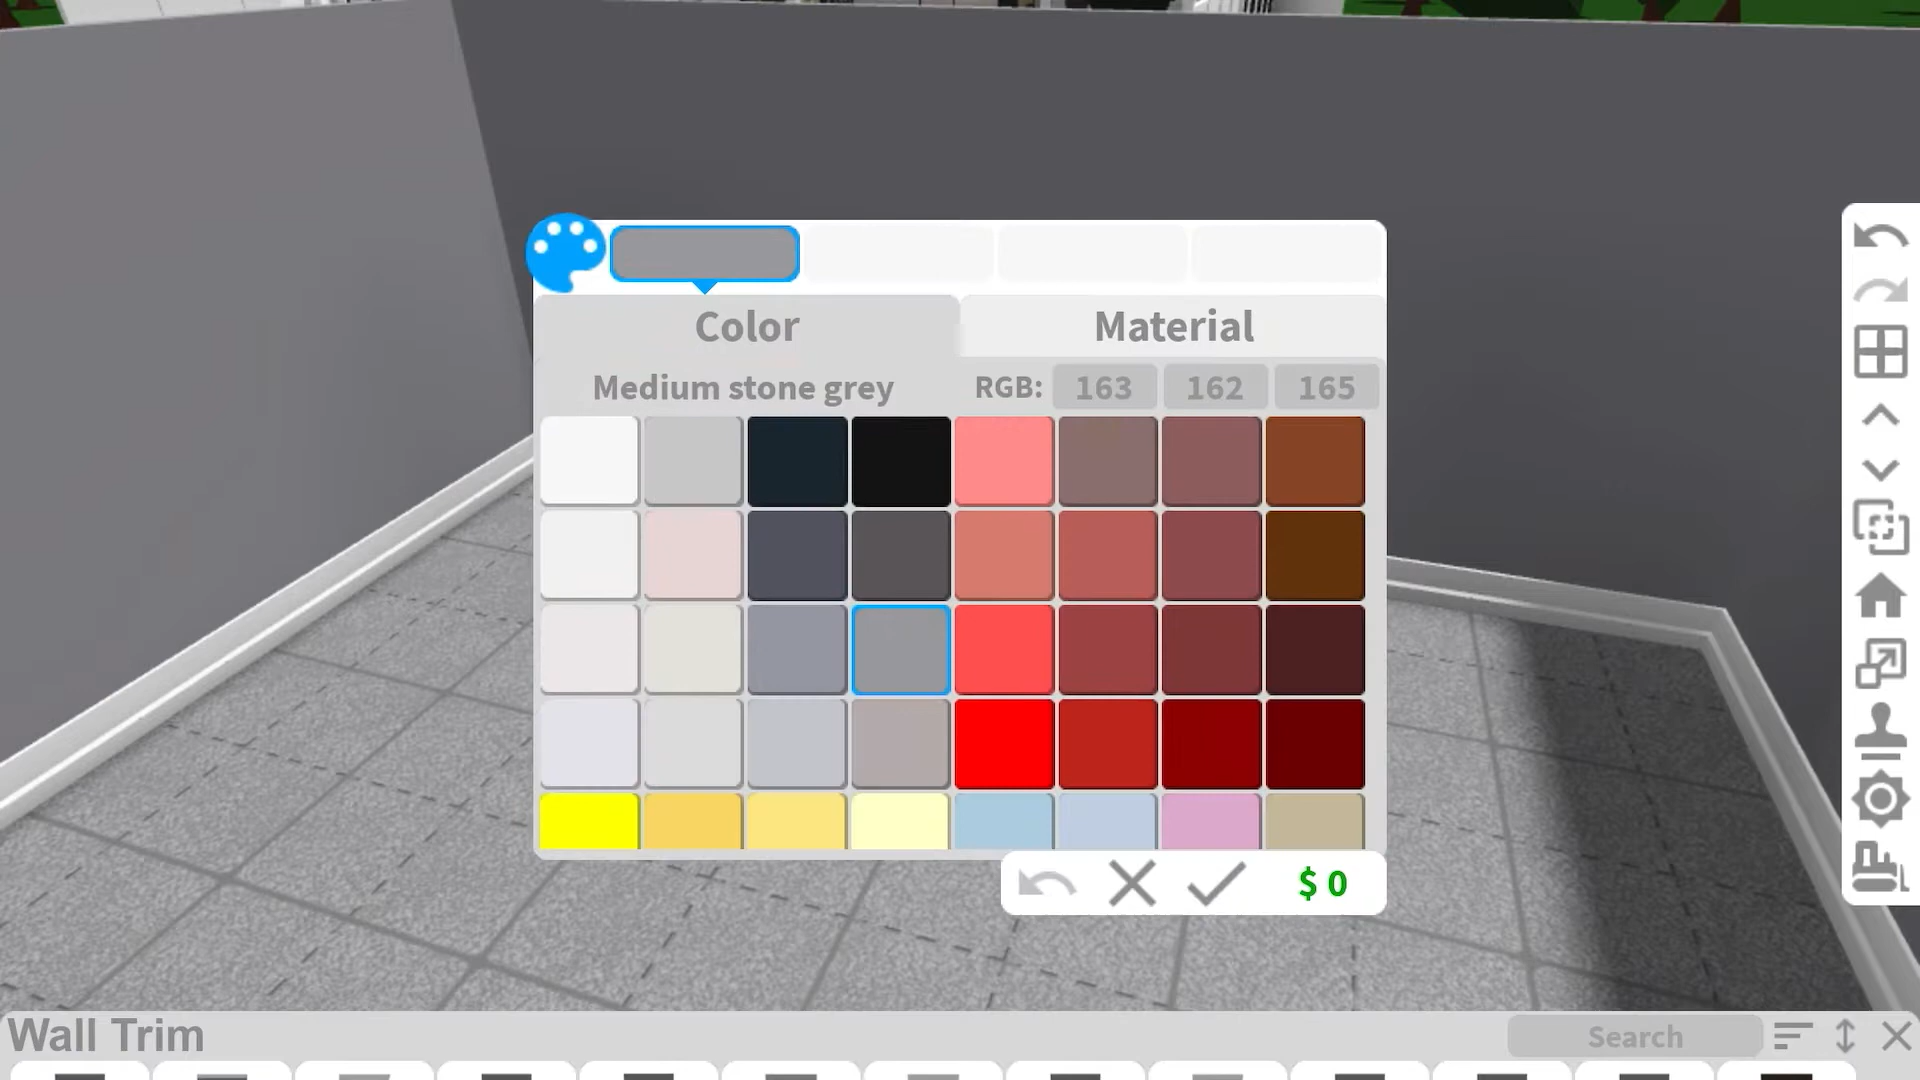 Color
Material
Medium stone grey
RGB: 163 162 165
$ 0
Wall Trim
Search